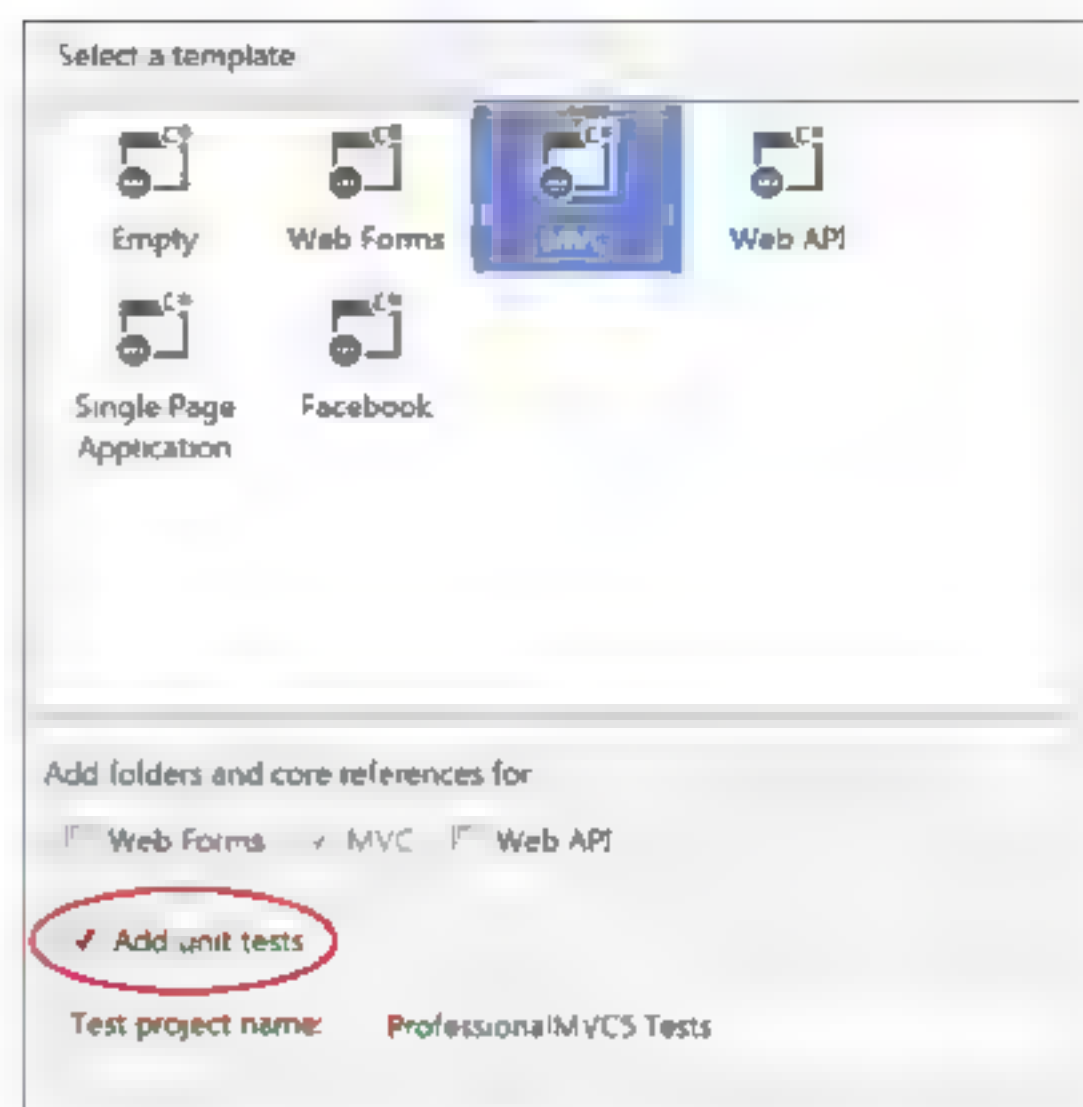 Select a template
C# C# C# C#
Empty Web Forms MVC Web API
C# C#
Single Page Facebook
Application
Add folders and core references for
Web Forms MVC Web API
Add unit tests
Test project name: ProfessionalMVC5 Tests